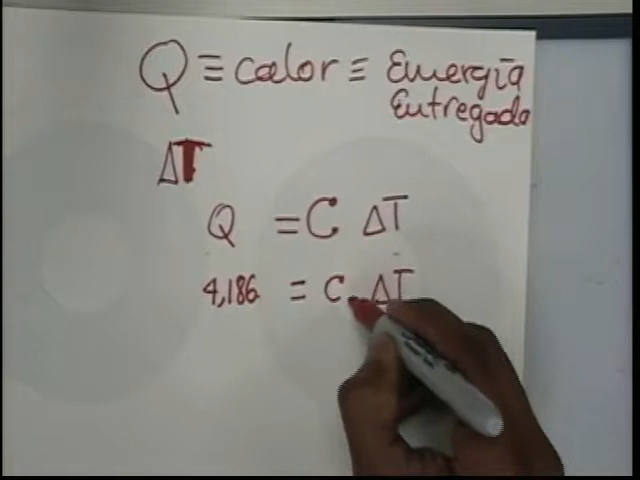 Q ≡ calor ≡ Energía
Entregada
ΔT
Q = C ΔT
4,186 = C ΔT